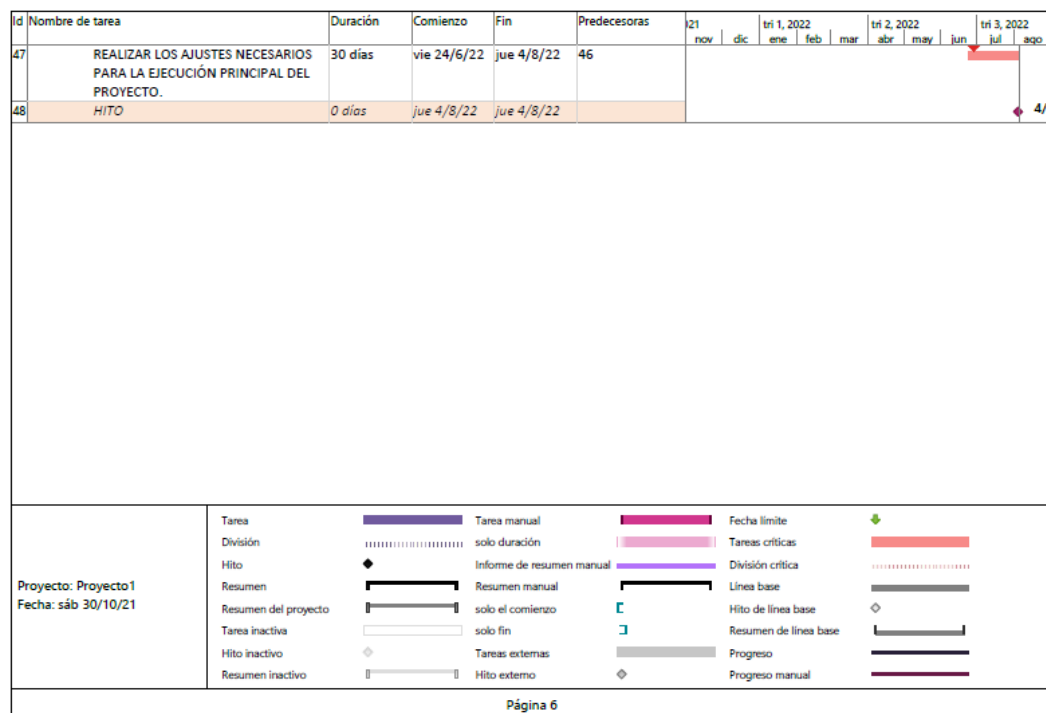 Id Nombre de tarea Duración Comienzo Fin Predecesoras 021 tri 1, 2022 tri 2, 2022 tri 3, 2022
nov dic ene feb mar abr may jun jul ago
47 REALIZAR LOS AJUSTES NECESARIOS 30 días vie 24/6/22 jue 4/8/22 46
PARA LA EJECUCIÓN PRINCIPAL DEL
PROYECTO.
48 HITO 0 días jue 4/8/22 jue 4/8/22 4/
Proyecto: Proyecto1
Fecha: sáb 30/10/21
Tarea
División
Hito
Resumen
Resumen del proyecto
Tarea inactiva
Hito inactivo
Resumen inactivo
Tarea manual
solo duración
Informe de resumen manual
Resumen manual
solo el comienzo
solo fin
Tareas externas
Hito externo
Fecha límite
Tareas críticas
División crítica
Línea base
Hito de línea base
Resumen de línea base
Progreso
Progreso manual
Página 6